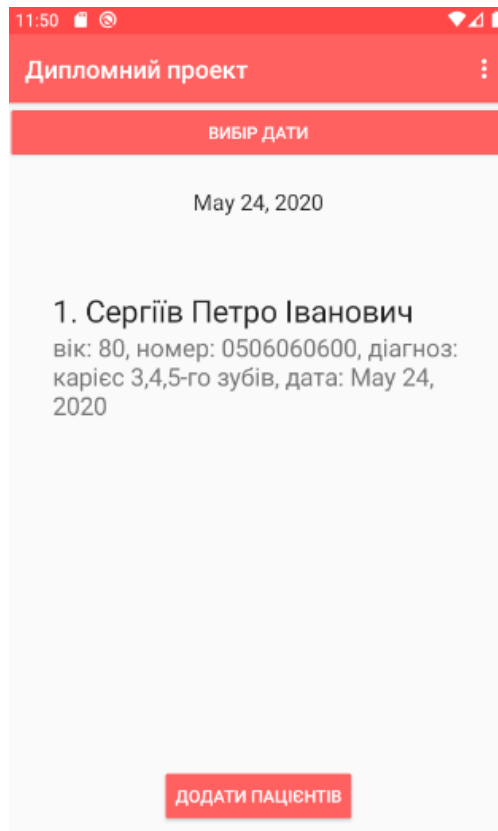 11:50
Дипломний проект
ВИБІР ДАТИ
May 24, 2020
1. Сергіїв Петро Іванович
вік: 80, номер: 0506060600, діагноз:
карієс 3,4,5-го зубів, дата: May 24,
2020
ДОДАТИ ПАЦІЄНТІВ